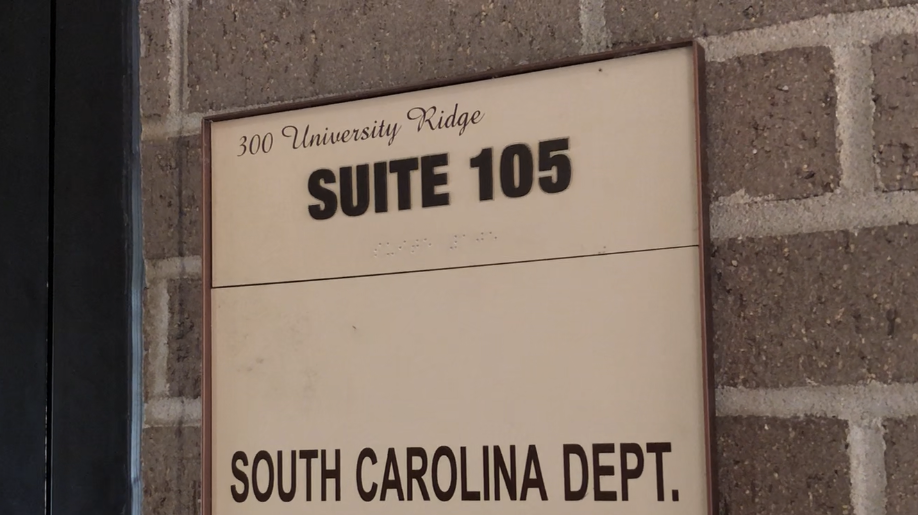 300 University Ridge
SUITE 105
SOUTH CAROLINA DEPT.